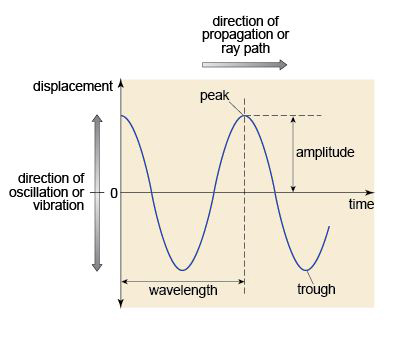 direction of
propagation or
ray path
displacement
peak
amplitude
direction of
oscillation or
vibration
0
time
wavelength
trough